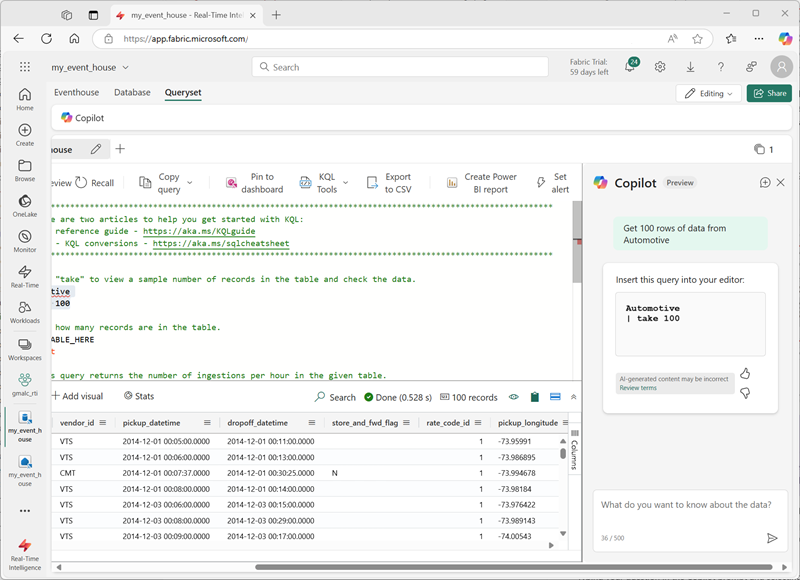 my_event_house - Real-Time Intelli
https://app.fabric.microsoft.com/
my_event_house
Search
Fabric Trial:
59 days left
24
Home
Create
Browse
OneLake
Monitor
Real-Time
Workloads
Workspaces
gmalc_rti
my_event_h
ouse
my_event_h
ouse
Real-Time
Intelligence
Eventhouse Database Queryset
Editing
Share
Copilot
ouse
1
eview
Recall
Copy
query
Pin to
dashboard
KQL
Tools
Export
to CSV
Create Power
BI report
Set
alert
****************************************************************
e are two articles to help you get started with KQL:
reference guide - https://aka.ms/KQLguide
- KQL conversions - https://aka.ms/sqlcheatsheet
****************************************************************
"take" to view a sample number of records in the table and check the data.
tive
100
how many records are in the table.
ABLE_HERE
t
s query returns the number of ingestions per hour in the given table.
Add visual
Stats
Search
Done (0.528 s)
100 records
vendor_id pickup_datetime dropoff_datetime store_and_fwd_flag rate_code_id pickup_longitude
VTS 2014-12-01 00:05:00.0000 2014-12-01 00:11:00.0000 1 -73.95991
VTS 2014-12-01 00:06:00.0000 2014-12-01 00:13:00.0000 1 -73.986895
CMT 2014-12-01 00:07:37.0000 2014-12-01 00:30:25.0000 N 1 -73.994678
VTS 2014-12-01 00:08:00.0000 2014-12-01 00:14:00.0000 1 -73.98184
VTS 2014-12-03 00:06:00.0000 2014-12-03 00:15:00.0000 1 -73.976422
VTS 2014-12-03 00:08:00.0000 2014-12-03 00:29:00.0000 1 -73.989143
VTS 2014-12-03 00:09:00.0000 2014-12-03 00:17:00.0000 1 -74.00543
Columns
Copilot
Preview
Get 100 rows of data from
Automotive
Insert this query into your editor:
Automotive
| take 100
AI-generated content may be incorrect
Review terms
What do you want to know about the data?
36 / 500